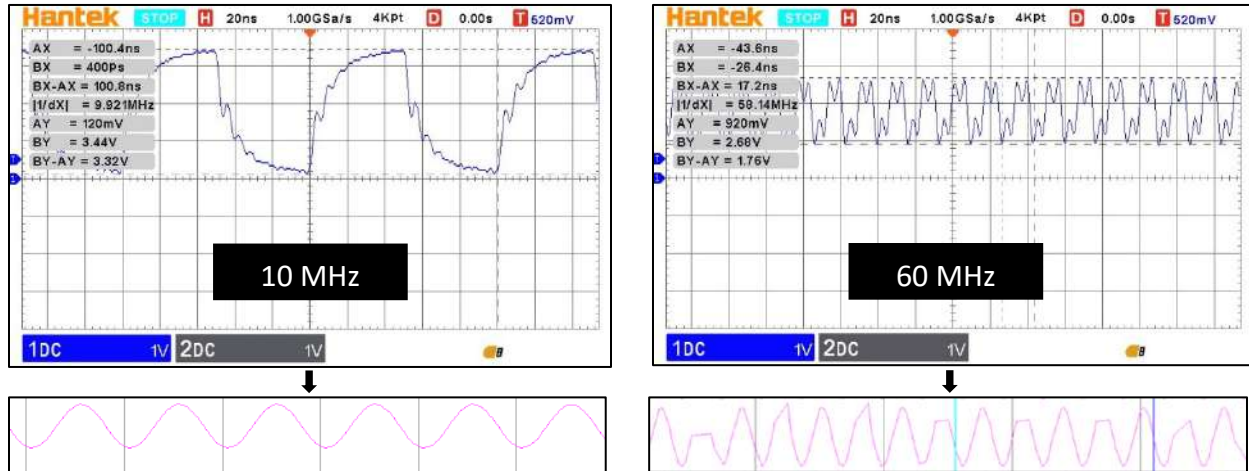 Hantek STOP H 20ns 1.00GSa/s 4KPt D 0.00s T 520mV
AX = -100.4ns
BX = 400ps
BX-AX = 100.8ns
|1/dX| = 9.921MHz
AY = 120mV
BY = 3.44V
BY-AY = 3.32V
T
1
10 MHz
1DC 1V 2DC 1V
Hantek STOP H 20ns 1.00GSa/s 4KPt D 0.00s T 520mV
AX = -43.6ns
BX = -26.4ns
BX-AX = 17.2ns
|1/dX| = 58.14MHz
AY = 920mV
BY = 2.68V
BY-AY = 1.76V
T
1
60 MHz
1DC 1V 2DC 1V